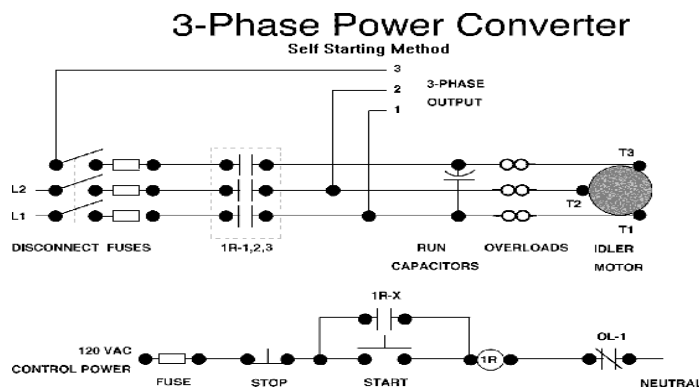 3-Phase Power Converter
Self Starting Method
3
2
1
3-PHASE
OUTPUT
T3
L2
T2
L1
T1
DISCONNECT FUSES
1R-1,2,3
RUN
CAPACITORS
OVERLOADS
IDLER
MOTOR
1R-X
120 VAC
CONTROL POWER
1R
OL-1
FUSE
STOP
START
NEUTRAL